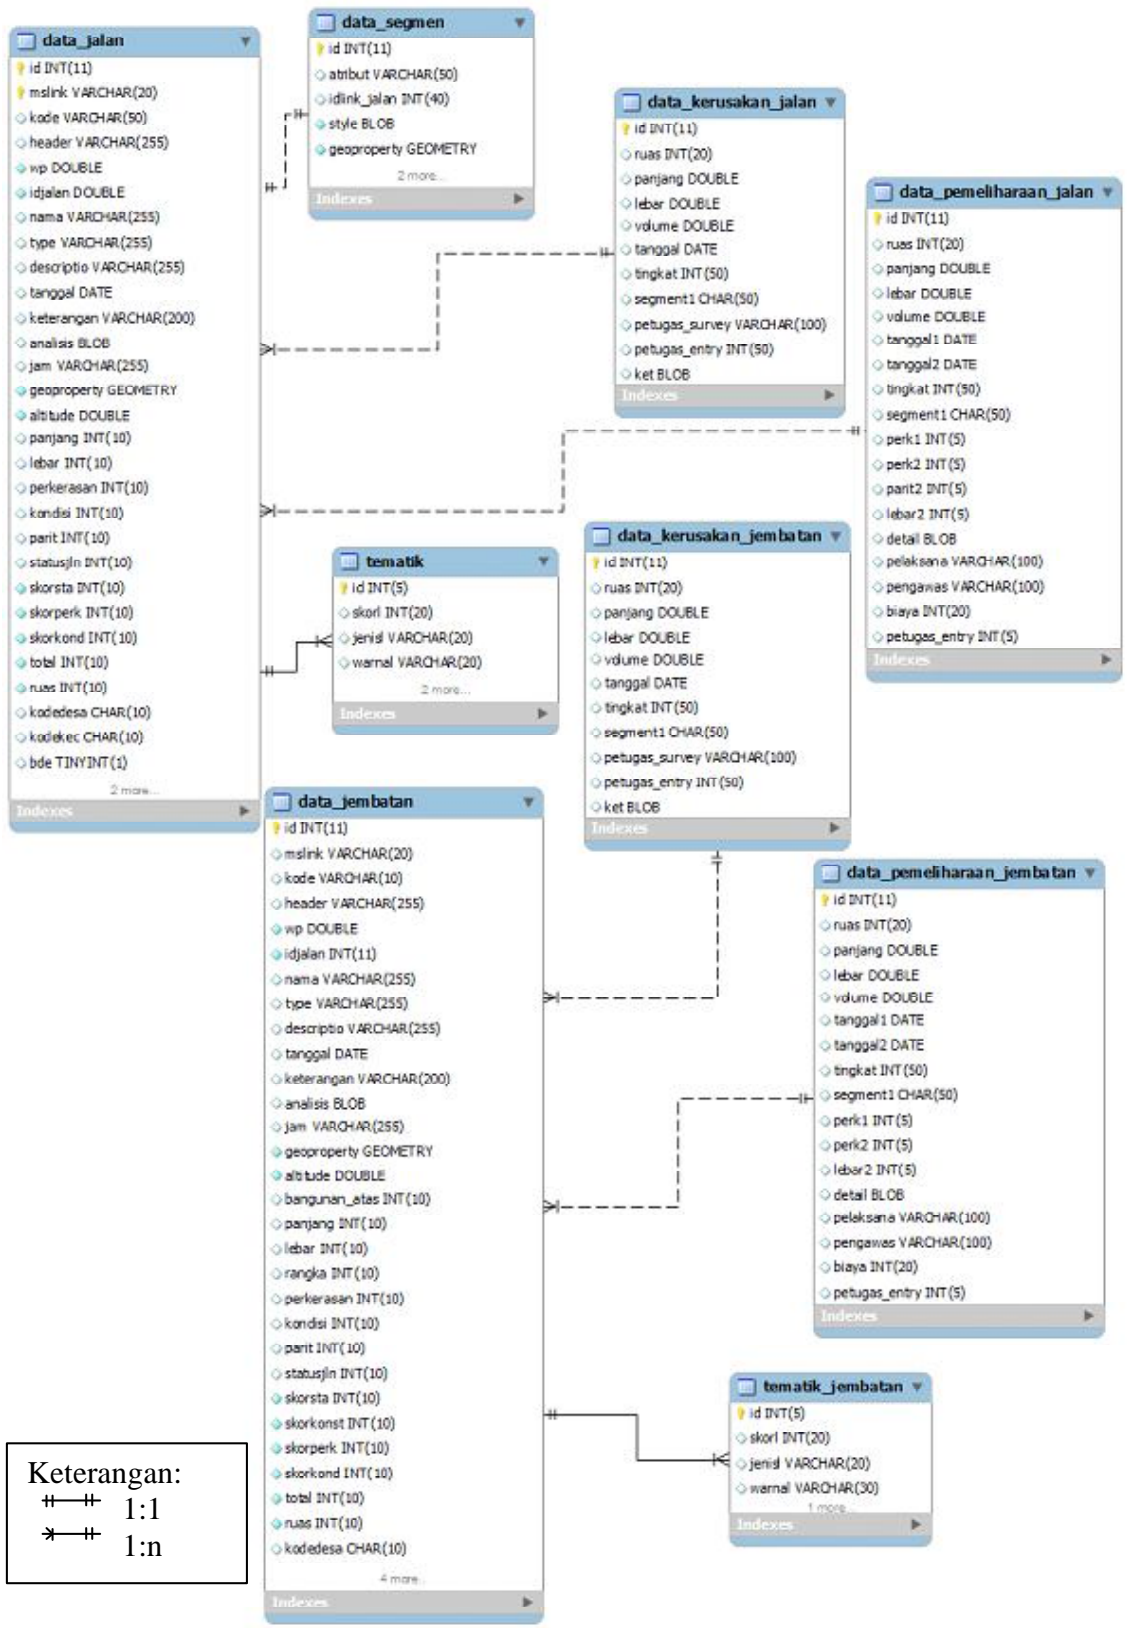 data_jalan
id INT(11)
mslink VARCHAR(20)
kode VARCHAR(50)
header VARCHAR(255)
wp DOUBLE
idjalan DOUBLE
nama VARCHAR(255)
type VARCHAR(255)
descriptio VARCHAR(255)
tanggal DATE
keterangan VARCHAR(200)
analisis BLOB
jam VARCHAR(255)
geoproperty GEOMETRY
altitude DOUBLE
panjang INT(10)
lebar INT(10)
perkerasan INT(10)
kondisi INT(10)
parit INT(10)
statusjln INT(10)
skorsta INT(10)
skorperk INT(10)
skorkond INT(10)
total INT(10)
ruas INT(10)
kodedesa CHAR(10)
kodekec CHAR(10)
bde TINYINT(1)
2 more...
Indexes
data_segmen
id INT(11)
atribut VARCHAR(50)
idlink_jalan INT(40)
style BLOB
geoproperty GEOMETRY
2 more...
Indexes
data_kerusakan_jalan
id INT(11)
ruas INT(20)
panjang DOUBLE
lebar DOUBLE
volume DOUBLE
tanggal DATE
tingkat INT(50)
segment1 CHAR(50)
petugas_survey VARCHAR(100)
petugas_entry INT(50)
ket BLOB
Indexes
data_pemeliharaan_jalan
id INT(11)
ruas INT(20)
panjang DOUBLE
lebar DOUBLE
volume DOUBLE
tanggal1 DATE
tanggal2 DATE
tingkat INT(50)
segment1 CHAR(50)
perk1 INT(5)
perk2 INT(5)
parit2 INT(5)
lebar2 INT(5)
detail BLOB
pelaksana VARCHAR(100)
pengawas VARCHAR(100)
biaya INT(20)
petugas_entry INT(5)
Indexes
tematik
id INT(5)
skorl INT(20)
jenisl VARCHAR(20)
warnal VARCHAR(20)
2 more...
Indexes
data_kerusakan_jembatan
id INT(11)
ruas INT(20)
panjang DOUBLE
lebar DOUBLE
volume DOUBLE
tanggal DATE
tingkat INT(50)
segment1 CHAR(50)
petugas_survey VARCHAR(100)
petugas_entry INT(50)
ket BLOB
Indexes
data_jembatan
id INT(11)
mslink VARCHAR(20)
kode VARCHAR(10)
header VARCHAR(255)
wp DOUBLE
idjalan INT(11)
nama VARCHAR(255)
type VARCHAR(255)
descriptio VARCHAR(255)
tanggal DATE
keterangan VARCHAR(200)
analisis BLOB
jam VARCHAR(255)
geoproperty GEOMETRY
altitude DOUBLE
bangunan_atas INT(10)
panjang INT(10)
lebar INT(10)
rangka INT(10)
perkerasan INT(10)
kondisi INT(10)
parit INT(10)
statusjln INT(10)
skorsta INT(10)
skorkonst INT(10)
skorperk INT(10)
skorkond INT(10)
total INT(10)
ruas INT(10)
kodedesa CHAR(10)
4 more...
Indexes
data_pemeliharaan_jembatan
id INT(11)
ruas INT(20)
panjang DOUBLE
lebar DOUBLE
volume DOUBLE
tanggal1 DATE
tanggal2 DATE
tingkat INT(50)
segment1 CHAR(50)
perk1 INT(5)
perk2 INT(5)
lebar2 INT(5)
detail BLOB
pelaksana VARCHAR(100)
pengawas VARCHAR(100)
biaya INT(20)
petugas_entry INT(5)
Indexes
tematik_jembatan
id INT(5)
skorl INT(20)
jenisl VARCHAR(20)
warnal VARCHAR(30)
1 more...
Indexes
Keterangan:
1:1
1:n